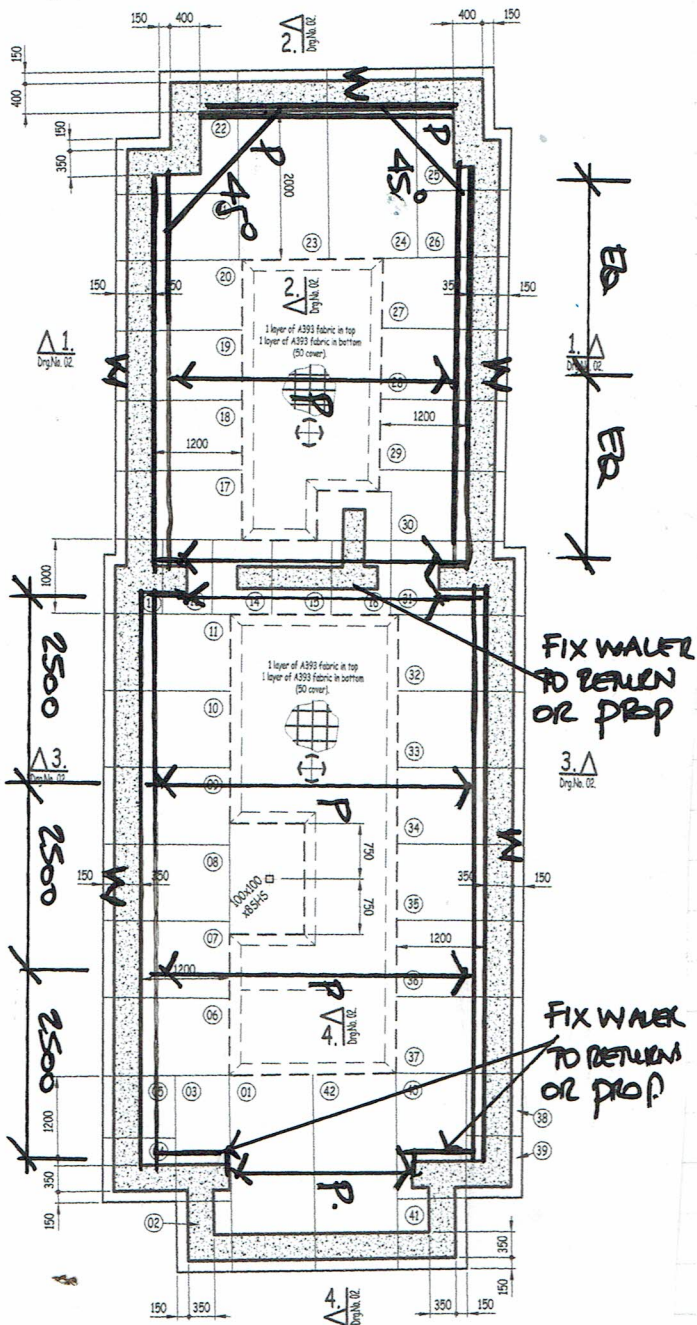 150
400
2.
Drg.No. 02.
400
150
150
400
150
350
W
22
P
P
45°
45°
25
2000
23
24
26
EQ
EQ
20
150
350
150
2.
Drg.No. 02.
1 layer of A393 fabric in top
1 layer of A393 fabric in bottom
(50 cover).
27
1.
Drg.No. 02.
19
1.
Drg.No. 02.
W
W
28
P
1200
1200
18
29
17
30
1000
14
15
16
31
11
FIX WALER
TO RETURN
OR PROP
2500
1 layer of A393 fabric in top
1 layer of A393 fabric in bottom
(50 cover).
32
10
33
3.
Drg.No. 02.
3.
Drg.No. 02.
09
P
34
2500
08
750
750
100x100
x8SHS
W
W
150
350
350
150
35
07
1200
1200
36
P
06
4.
Drg.No. 02.
2500
37
FIX WALER
TO RETURNS
OR PROP.
05
03
01
42
40
38
39
1200
04
350
150
P.
02
41
350
150
150
350
4.
Drg.No. 02.
350
150